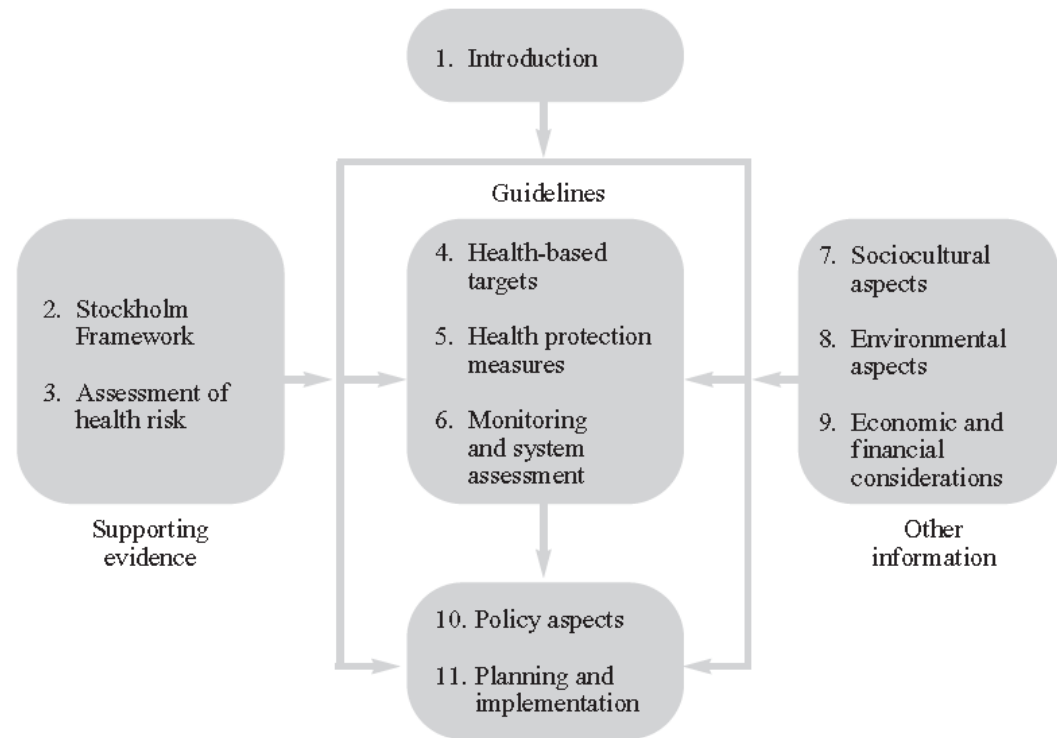 1. Introduction
Guidelines
2. Stockholm
Framework
3. Assessment of
health risk
Supporting
evidence
4. Health-based
targets
5. Health protection
measures
6. Monitoring
and system
assessment
7. Sociocultural
aspects
8. Environmental
aspects
9. Economic and
financial
considerations
Other
information
10. Policy aspects
11. Planning and
implementation